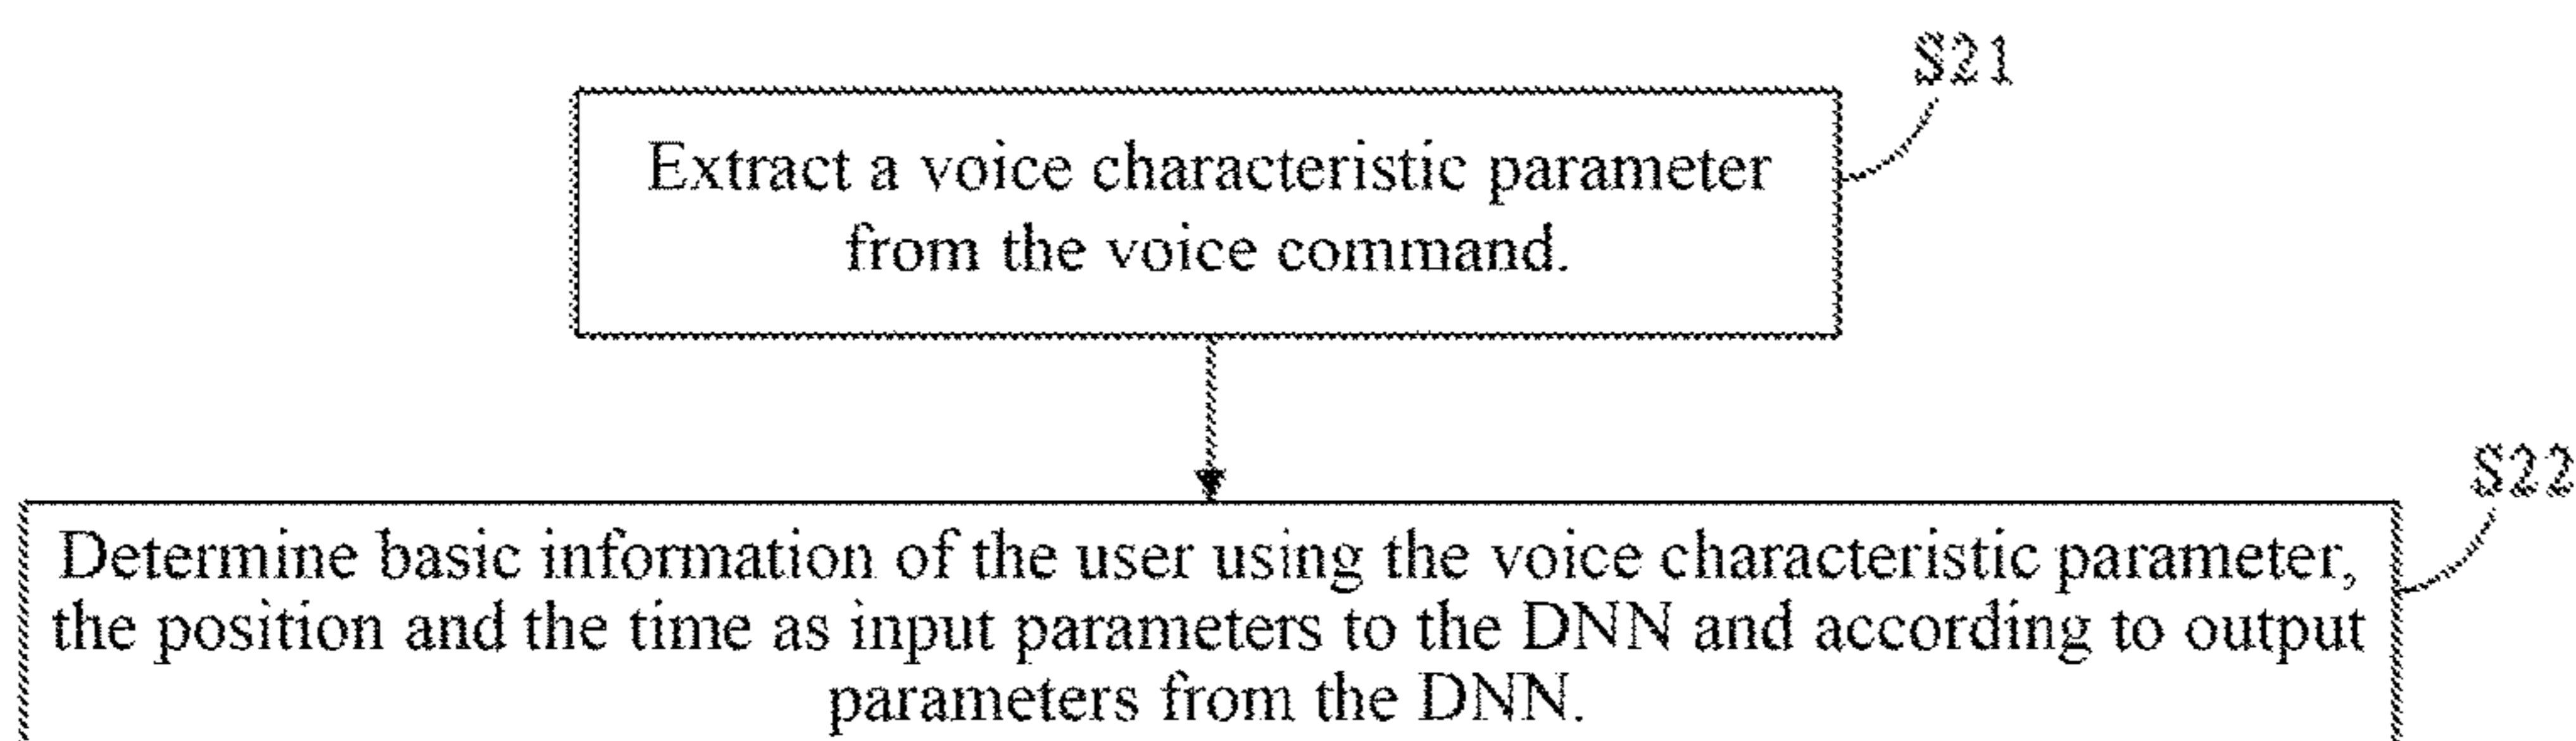 S21
Extract a voice characteristic parameter
from the voice command.
S22
Determine basic information of the user using the voice characteristic parameter,
the position and the time as input parameters to the DNN and according to output
parameters from the DNN.